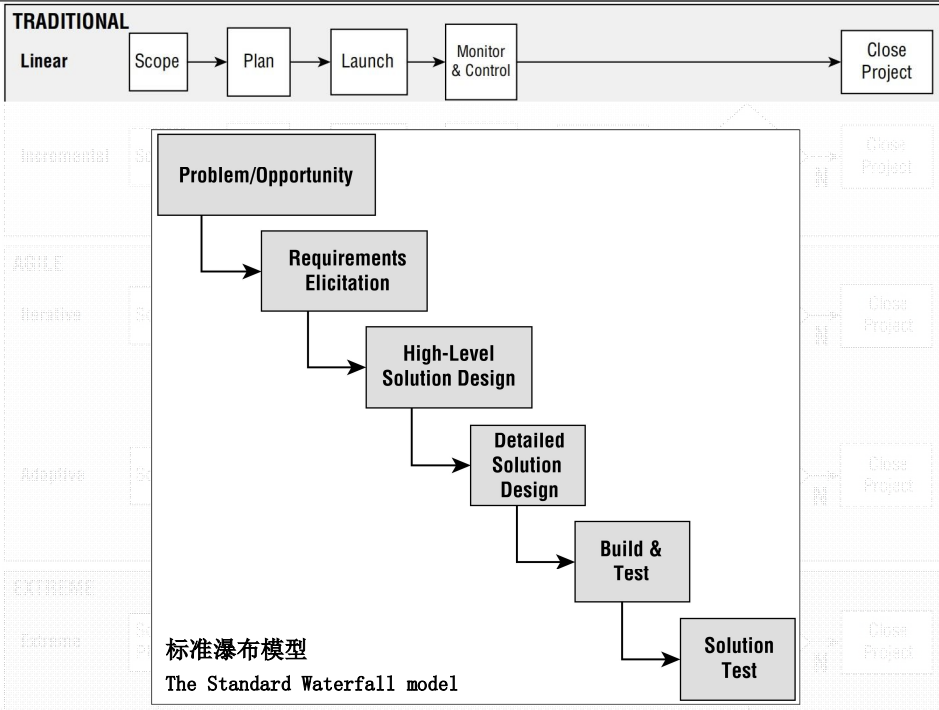 TRADITIONAL
Linear
Scope
Plan
Launch
Monitor
& Control
Close
Project
Incremental
Close
Project
N
Problem/Opportunity
Requirements
Elicitation
AGILE
Iterative
Close
Project
N
High-Level
Solution Design
Detailed
Solution
Design
Adaptive
Close
Project
N
Build &
Test
EXTREME
Extreme
Close
Project
N
Solution
Test
标准瀑布模型
The Standard Waterfall model